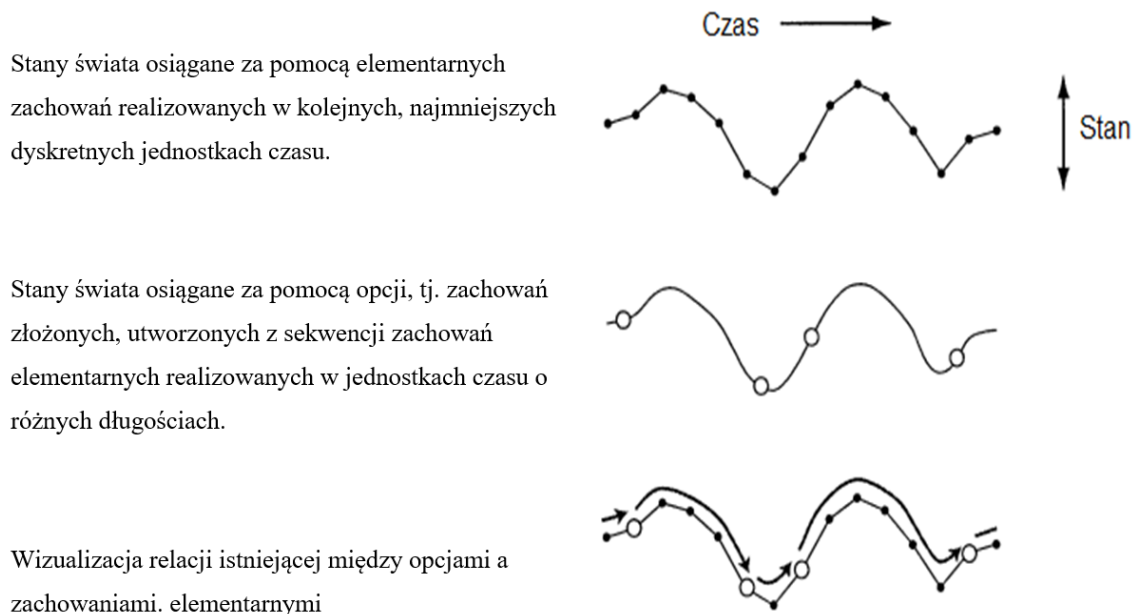 Czas
Stany świata osiągane za pomocą elementarnych
zachowań realizowanych w kolejnych, najmniejszych
dyskretnych jednostkach czasu.
Stan
Stany świata osiągane za pomocą opcji, tj. zachowań
złożonych, utworzonych z sekwencji zachowań
elementarnych realizowanych w jednostkach czasu o
różnych długościach.
Wizualizacja relacji istniejącej między opcjami a
zachowaniami. elementarnymi